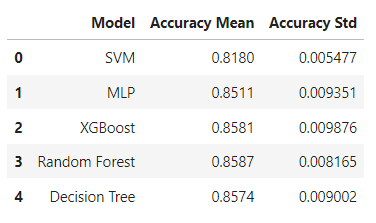 Model Accuracy Mean Accuracy Std
0 SVM 0.8180 0.005477
1 MLP 0.8511 0.009351
2 XGBoost 0.8581 0.009876
3 Random Forest 0.8587 0.008165
4 Decision Tree 0.8574 0.009002